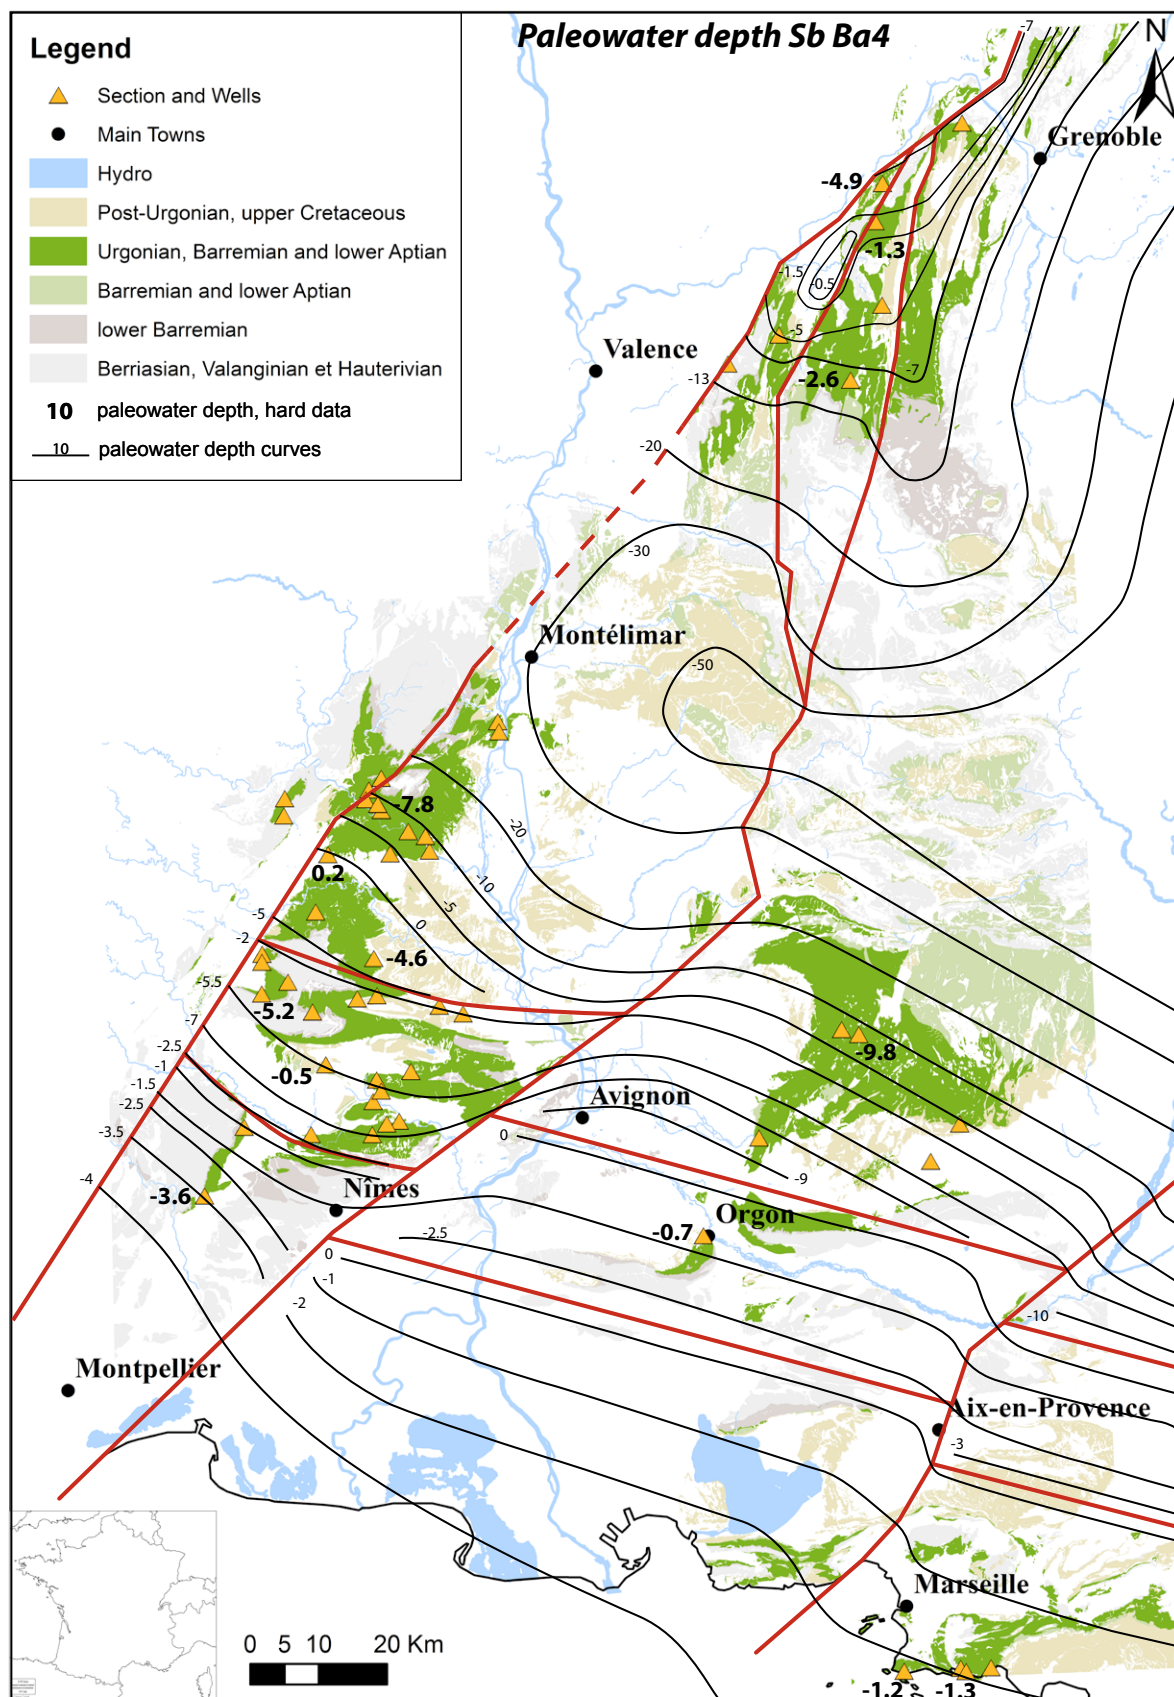 Paleowater depth Sb Ba4
Legend
Section and Wells
Main Towns
Hydro
Post-Urgonian, upper Cretaceous
Urgonian, Barremian and lower Aptian
Barremian and lower Aptian
lower Barremian
Berriasian, Valanginian et Hauterivian
10 paleowater depth, hard data
10 paleowater depth curves
N
-7
Grenoble
-4.9
-1.3
-1.5
-0.5
-5
Valence
-7
-13
-2.6
-20
-30
Montélimar
-50
-7.8
-20
0.2
-10
-5
-5
0
-2
-4.6
-5.5
-5.2
-7
-9.8
-2.5
-1
-0.5
-1.5
-2.5
Avignon
-3.5
0
-4
-9
Nîmes
-3.6
Orgon
-0.7
-2.5
0
-1
-2
-10
Montpellier
Aix-en-Provence
-3
Marseille
0 5 10 20 Km
-1.2 -1.3